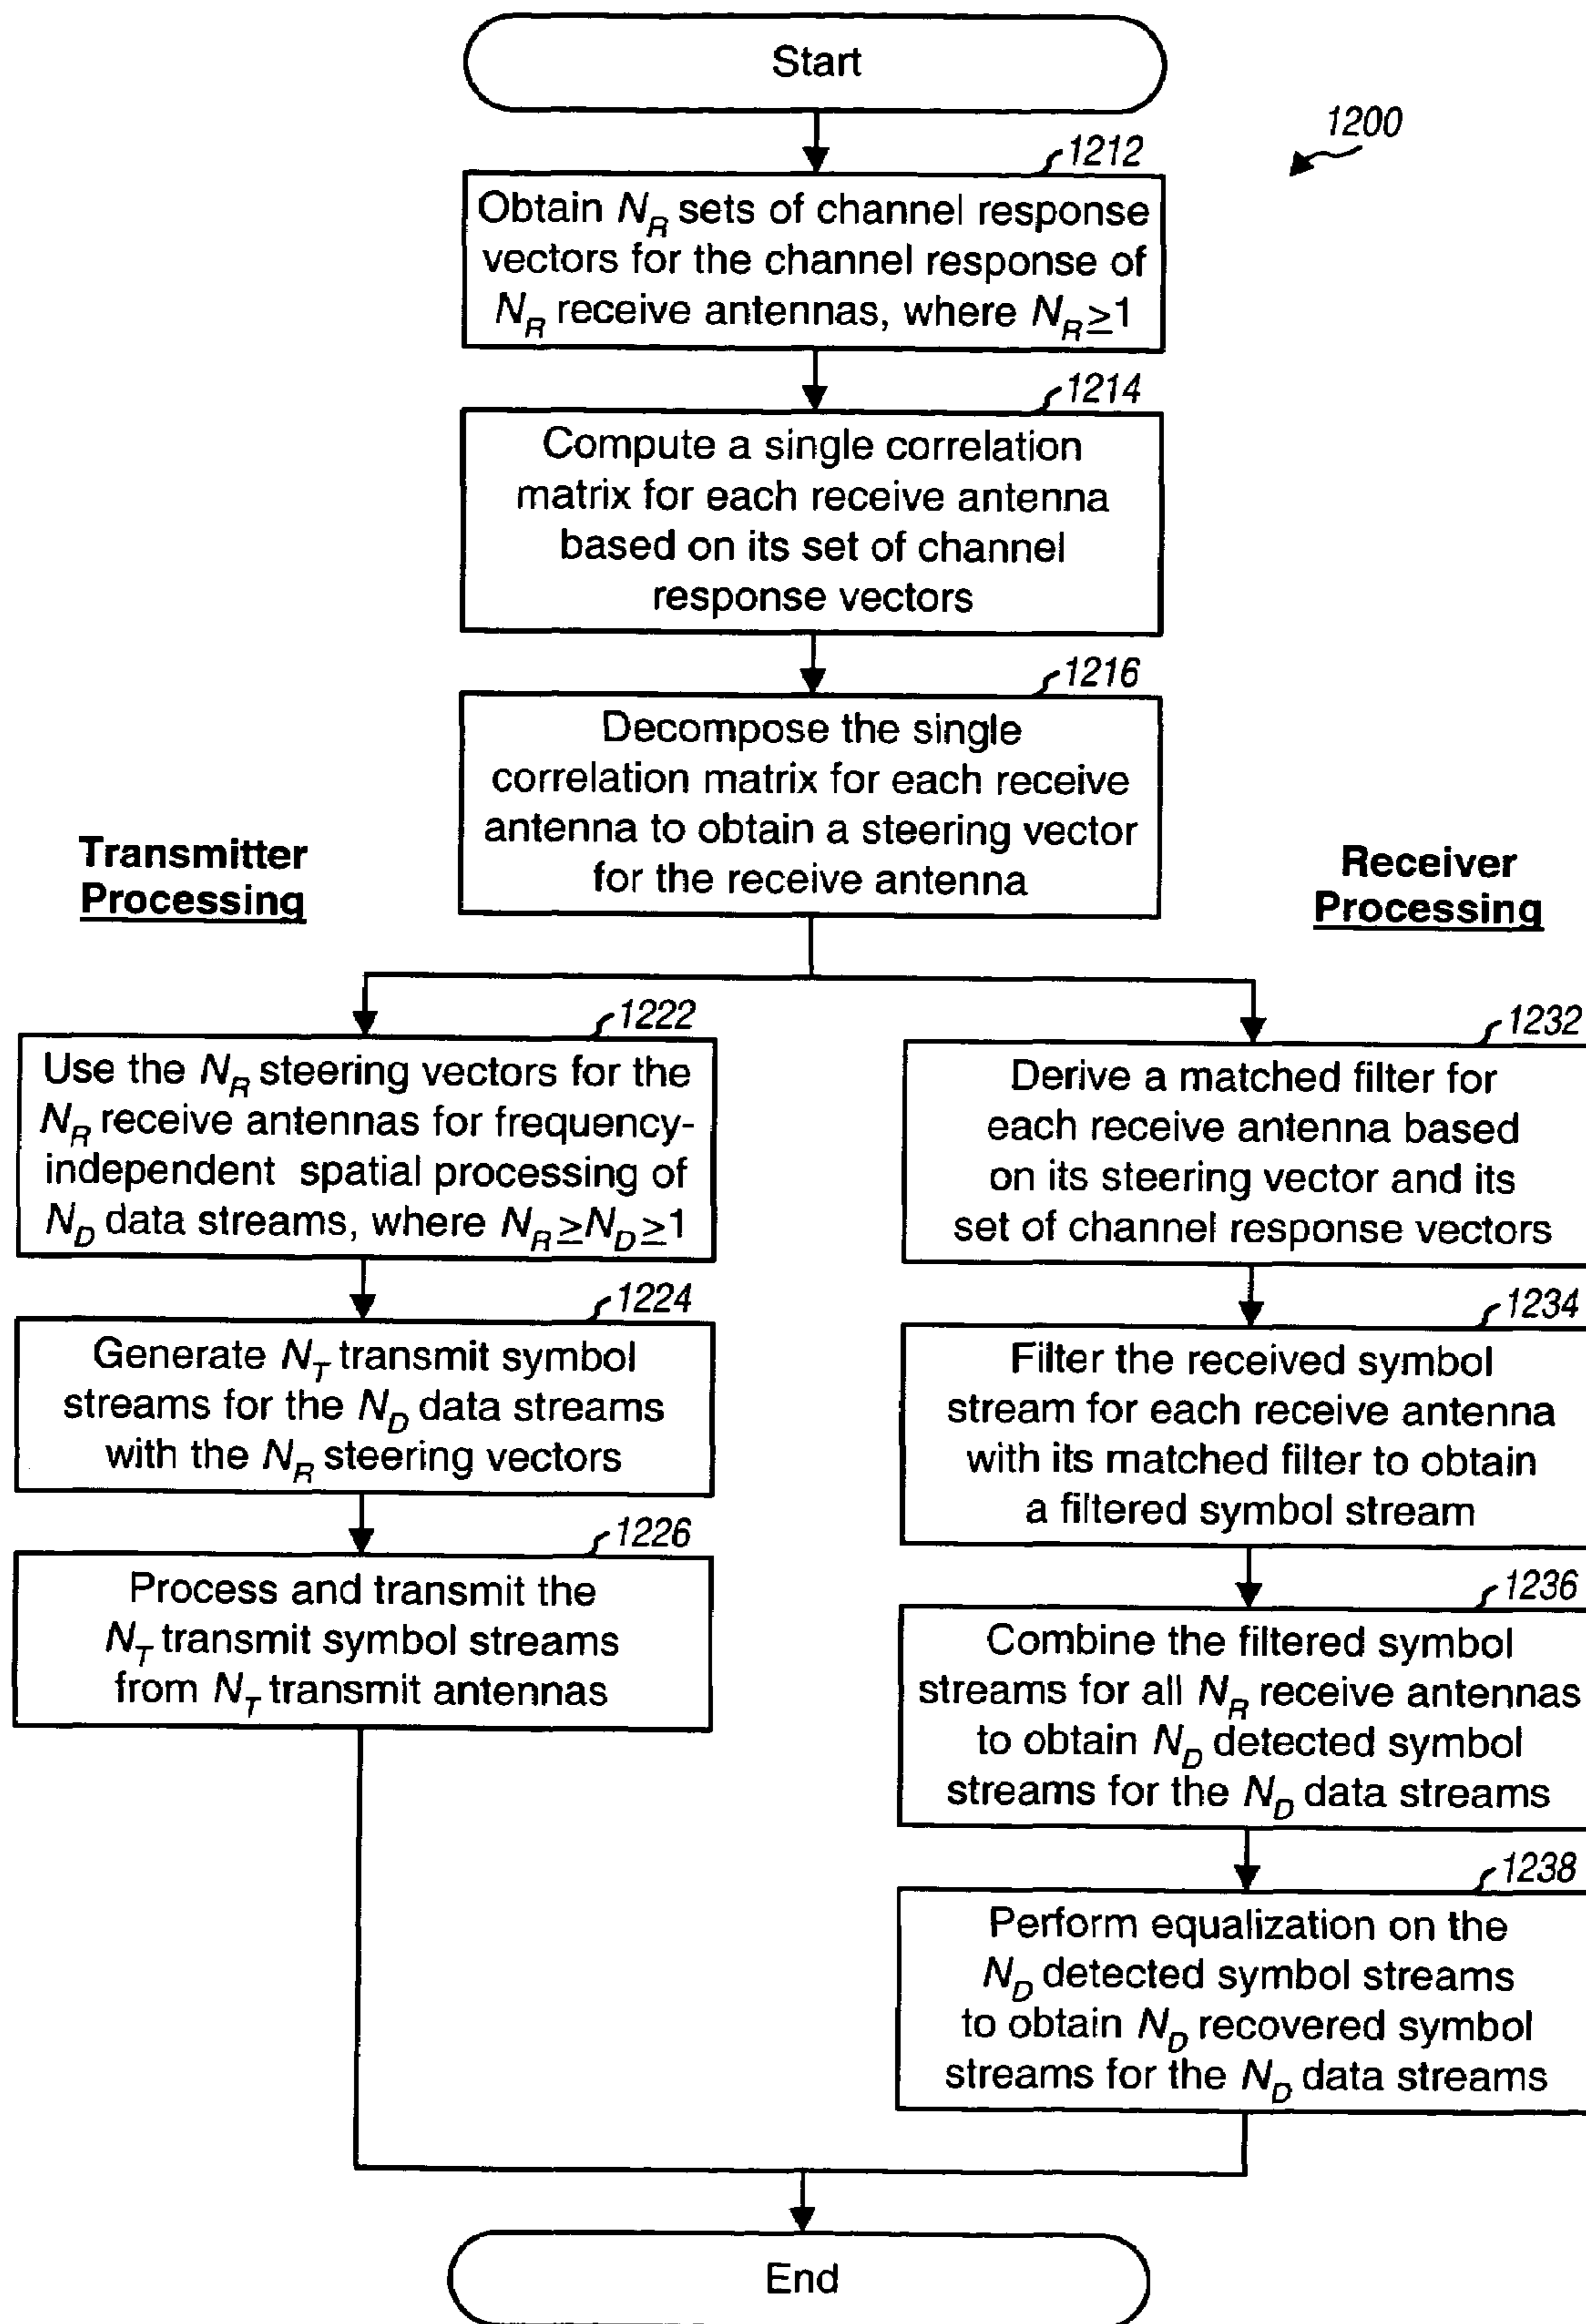 Start
1200
1212
Obtain N_R sets of channel response
vectors for the channel response of
N_R receive antennas, where N_R≥1
1214
Compute a single correlation
matrix for each receive antenna
based on its set of channel
response vectors
1216
Decompose the single
correlation matrix for each receive
antenna to obtain a steering vector
for the receive antenna
Transmitter
Processing
Receiver
Processing
1222
Use the N_R steering vectors for the
N_R receive antennas for frequency-
independent spatial processing of
N_D data streams, where N_R≥N_D≥1
1224
Generate N_T transmit symbol
streams for the N_D data streams
with the N_R steering vectors
1226
Process and transmit the
N_T transmit symbol streams
from N_T transmit antennas
1232
Derive a matched filter for
each receive antenna based
on its steering vector and its
set of channel response vectors
1234
Filter the received symbol
stream for each receive antenna
with its matched filter to obtain
a filtered symbol stream
1236
Combine the filtered symbol
streams for all N_R receive antennas
to obtain N_D detected symbol
streams for the N_D data streams
1238
Perform equalization on the
N_D detected symbol streams
to obtain N_D recovered symbol
streams for the N_D data streams
End